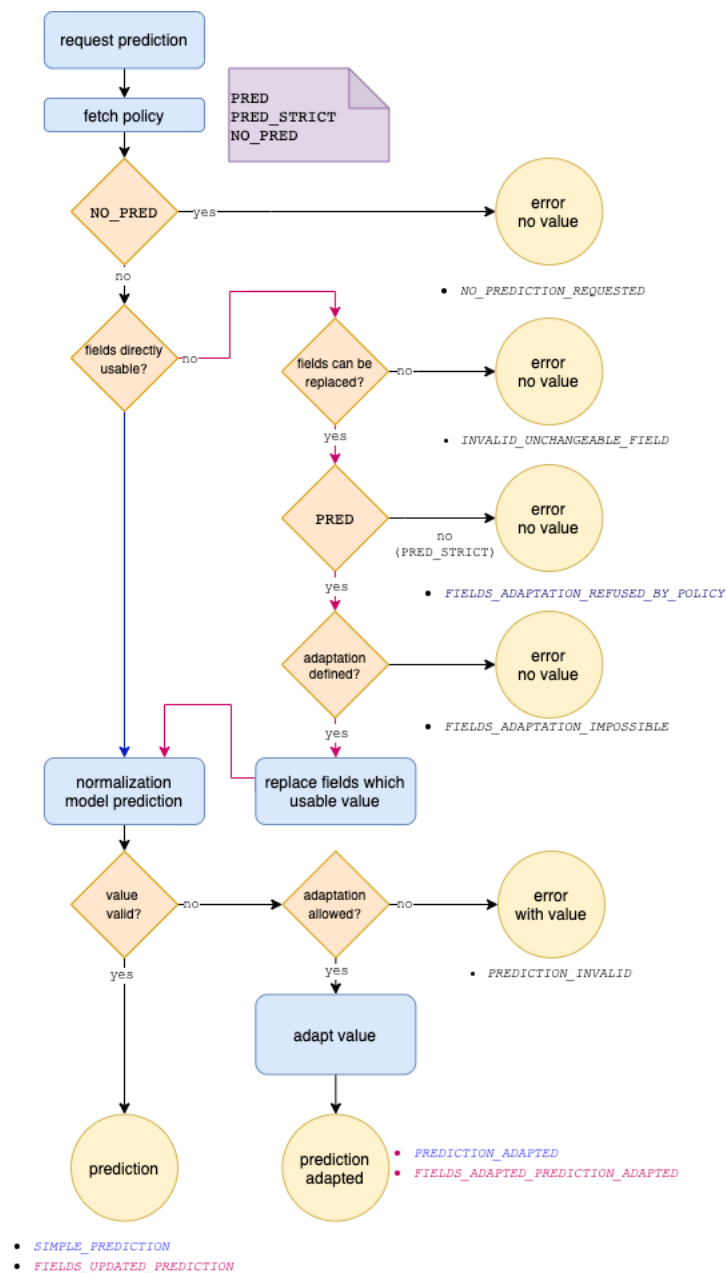 request prediction
fetch policy
PRED
PRED_STRICT
NO_PRED
NO_PRED
yes
error
no value
no
NO_PREDICTION_REQUESTED
fields directly
usable?
no
fields can be
replaced?
no
error
no value
yes
INVALID_UNCHANGEABLE_FIELD
PRED
no
(PRED_STRICT)
error
no value
yes
FIELDS_ADAPTATION_REFUSED_BY_POLICY
adaptation
defined?
error
no value
yes
FIELDS_ADAPTATION_IMPOSSIBLE
normalization
model prediction
replace fields which
usable value
value
valid?
no
adaptation
allowed?
no
error
with value
yes
yes
PREDICTION_INVALID
adapt value
prediction
prediction
adapted
PREDICTION_ADAPTED
FIELDS_ADAPTED_PREDICTION_ADAPTED
SIMPLE_PREDICTION
FIELDS_UPDATED_PREDICTION